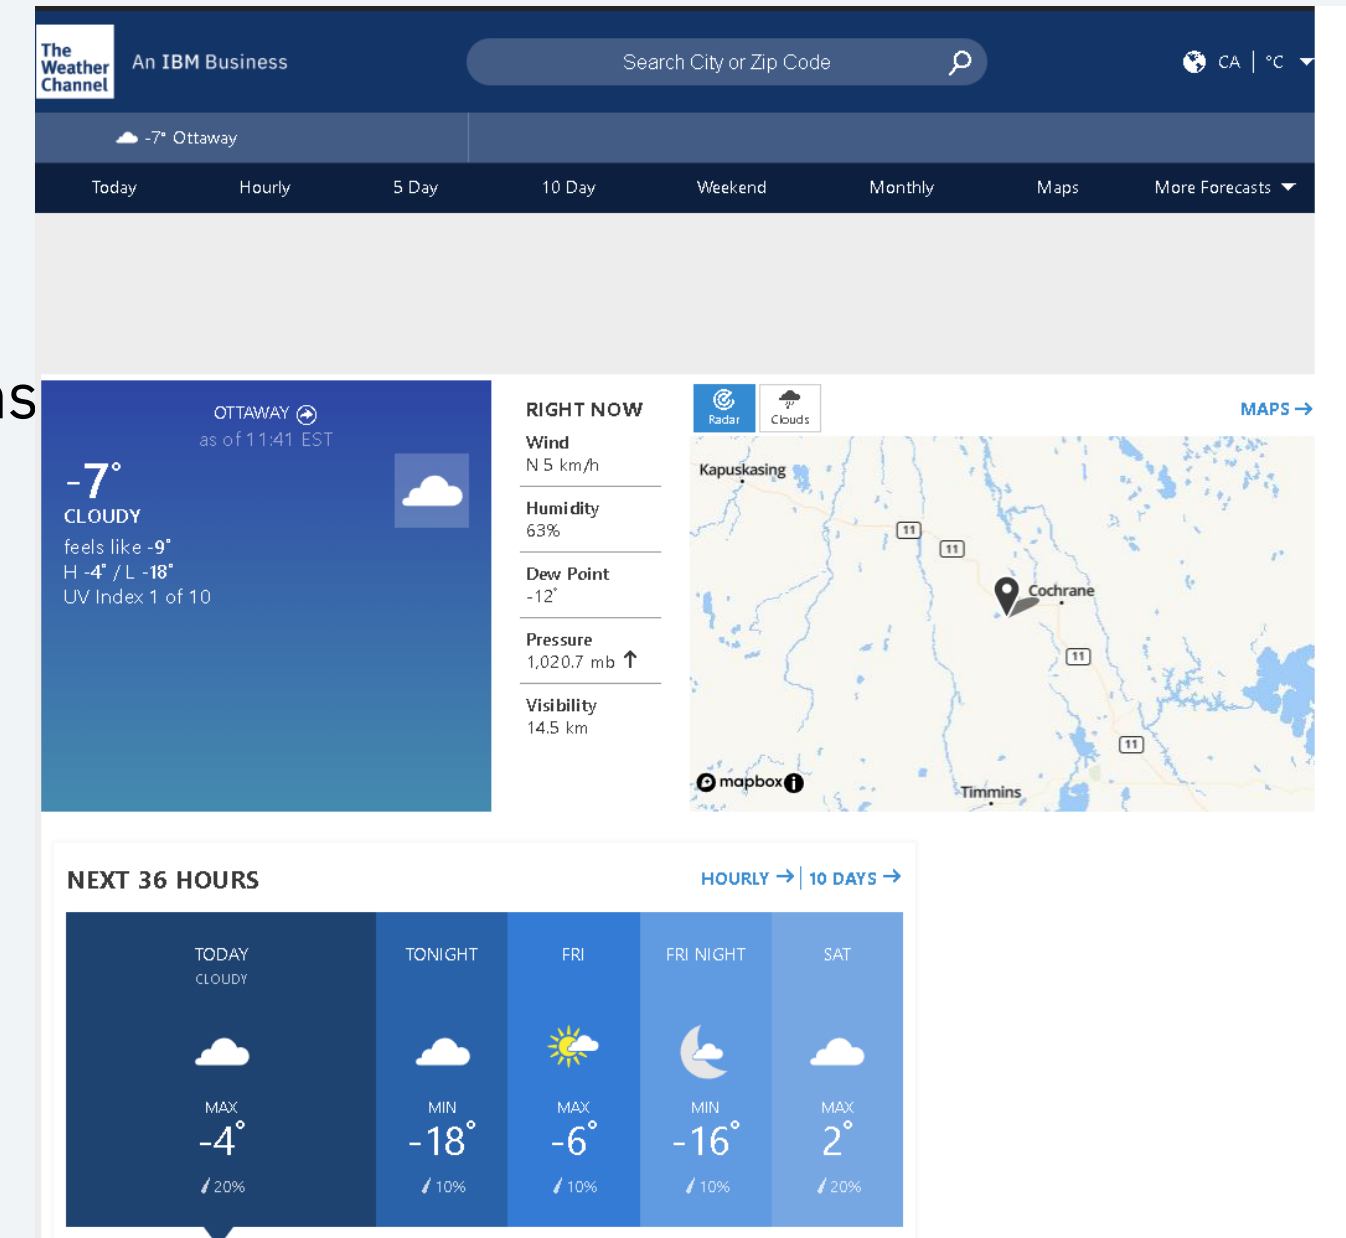 The
Weather
Channel
An IBM Business
Search City or Zip Code
CA | °C
-7° Ottaway
Today Hourly 5 Day 10 Day Weekend Monthly Maps More Forecasts
OTTAWAY
as of 11:41 EST
-7°
CLOUDY
feels like -9°
H -4° / L -18°
UV Index 1 of 10
RIGHT NOW
Wind
N 5 km/h
Humidity
63%
Dew Point
-12°
Pressure
1,020.7 mb ↑
Visibility
14.5 km
Radar
Clouds
MAPS →
Kapuskasing
11
11
Cochrane
11
11
Timmins
mapbox
NEXT 36 HOURS
HOURLY → | 10 DAYS →
TODAY
CLOUDY
MAX
-4°
20%
TONIGHT
MIN
-18°
10%
FRI
MAX
-6°
10%
FRI NIGHT
MIN
-16°
10%
SAT
MAX
2°
20%